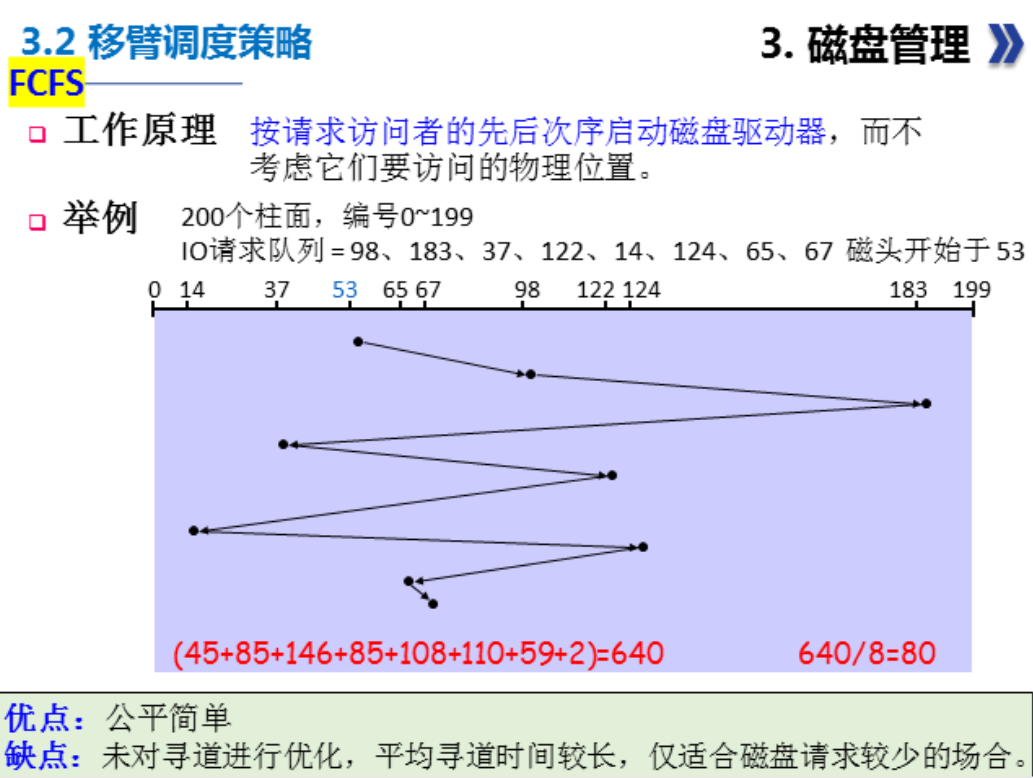 3.2 移臂调度策略
3. 磁盘管理
FCFS
工作原理 按请求访问者的先后次序启动磁盘驱动器，而不
考虑它们要访问的物理位置。
举例 200个柱面，编号0~199
IO请求队列 = 98、183、37、122、14、124、65、67 磁头开始于 53
0 14 37 53 65 67 98 122 124 183 199
(45+85+146+85+108+110+59+2)=640 640/8=80
优点：公平简单
缺点：未对寻道进行优化，平均寻道时间较长，仅适合磁盘请求较少的场合。